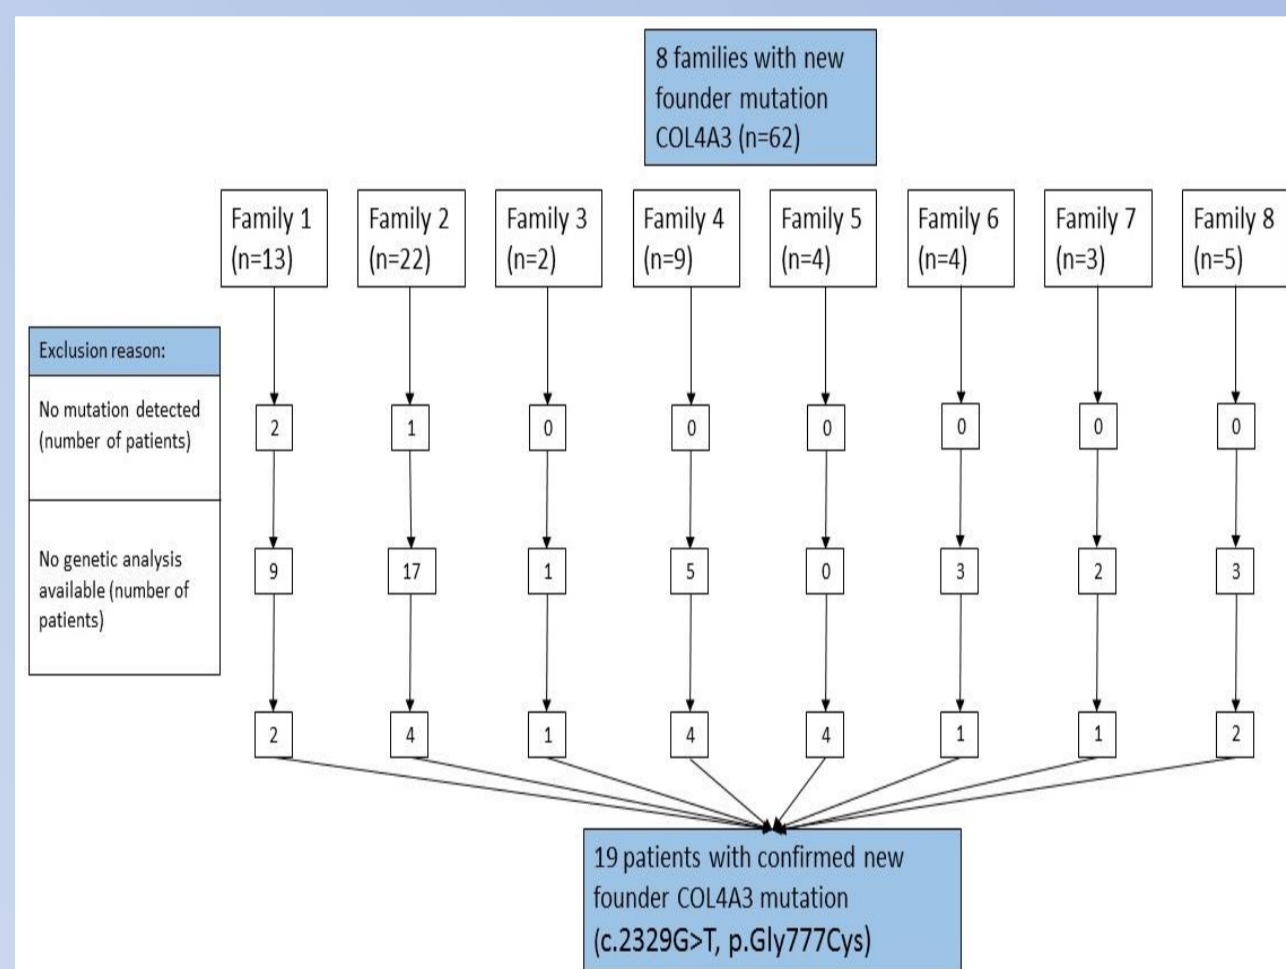 8 families with new
founder mutation
COL4A3 (n=62)
Family 1
(n=13)
Family 2
(n=22)
Family 3
(n=2)
Family 4
(n=9)
Family 5
(n=4)
Family 6
(n=4)
Family 7
(n=3)
Family 8
(n=5)
Exclusion reason:
No mutation detected
(number of patients)
2
1
0
0
0
0
0
0
No genetic analysis
available (number of
patients)
9
17
1
5
0
3
2
3
2
4
1
4
4
1
1
2
19 patients with confirmed new
founder COL4A3 mutation
(c.2329G>T, p.Gly777Cys)